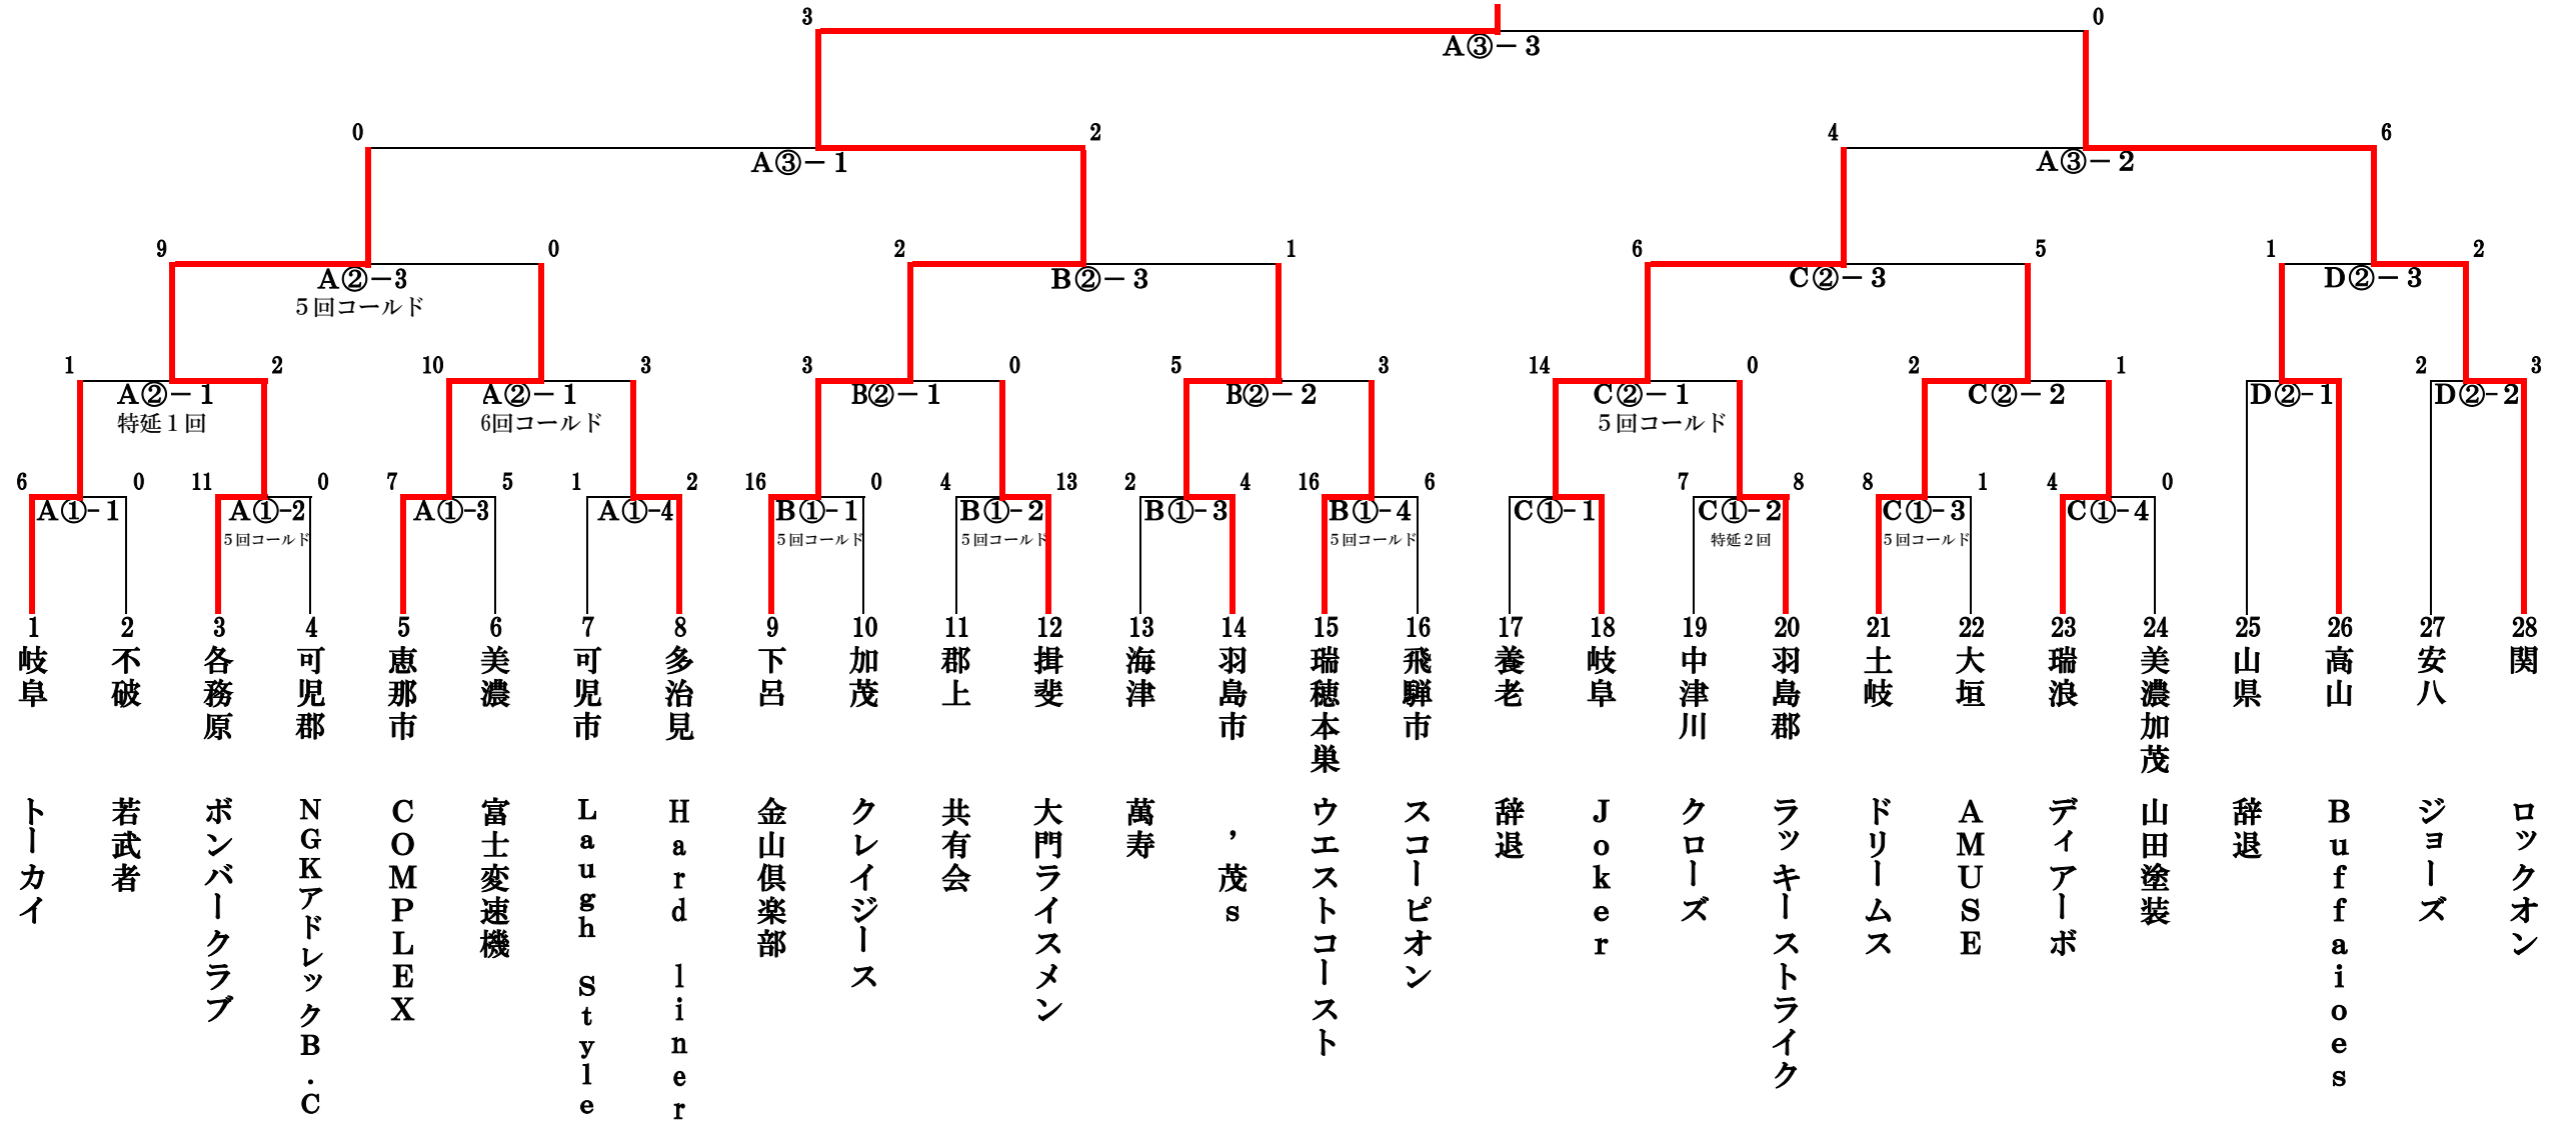 3 0
A③－3
0 2 4 6
A③－1 A③－2
9 0 2 1 6 5 1 2
A②－3 B②－3 C②－3 D②－3
５回コールド
1 2 10 3 3 0 5 3 14 0 2 1 2 3
A②－1 A②－1 B②－1 B②－2 C②－1 C②－2 D②-1 D②-2
特延１回 6回コールド ５回コールド
6 0 11 0 7 5 1 2 16 0 4 13 2 4 16 6 7 8 8 1 4 0
A①-1 A①-2 A①-3 A①-4 B①-1 B①-2 B①-3 B①-4 C①-1 C①-2 C①-3 C①-4
５回コールド ５回コールド ５回コールド ５回コールド 特延２回 ５回コールド
1 2 3 4 5 6 7 8 9 10 11 12 13 14 15 16 17 18 19 20 21 22 23 24 25 26 27 28
岐阜 トーカイ
不破 若武者
各務原 ボンバークラブ
可児郡 NGKアドレックB.C
恵那市 COMPLEX
美濃 富士変速機
可児市 Laugh Style
多治見 Hard liner
下呂 金山倶楽部
加茂 クレイジース
郡上 共有会
揖斐 大門ライスメン
海津 萬寿
羽島市 ，茂s
瑞穂本巣 ウエストコースト
飛騨市 スコーピオン
養老 辞退
岐阜 Joker
中津川 クローズ
羽島郡 ラッキーストライク
土岐 ドリームス
大垣 AMUSE
瑞浪 ディアーボ
美濃加茂 山田塗装
山県 辞退
高山 Buffaioes
安八 ジョーズ
関 ロックオン